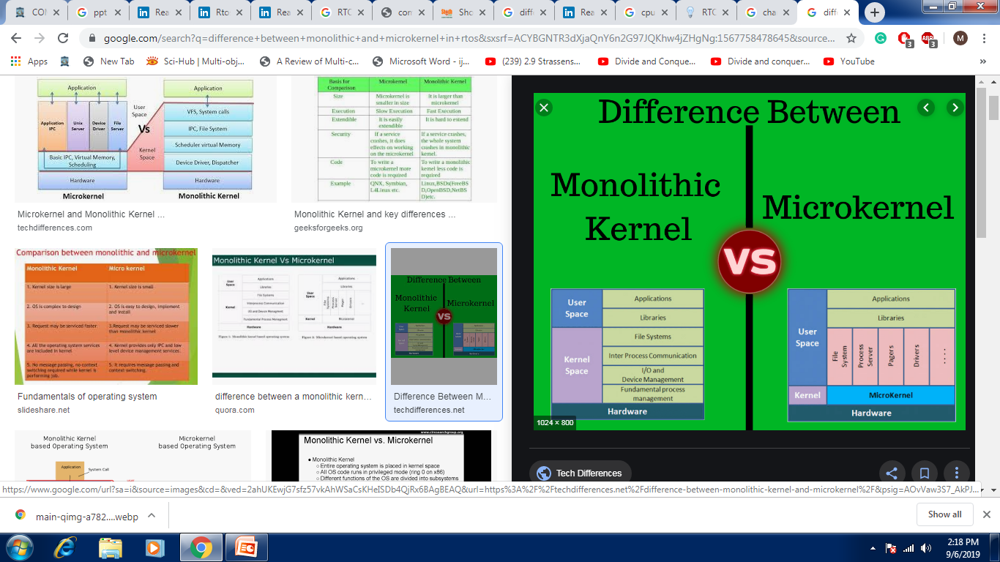 CON
ppt
Rea
Rto
Rea
RTC
con
Sho
diffe
Rea
cpu
RTC
cha
diffe
google.com/search?q=difference+between+monolithic+and+microkernel+in+rtos&sxsrf=ACYBGNTR3dXjaQnY6n2G97JQKhw4jZHgNg:1567758478645&source...
3
3
M
Apps
New Tab
Sci-Hub | Multi-obj...
A Review of Multi-c...
Microsoft Word - ij...
(239) 2.9 Strassens...
Divide and Conque...
Divide and conquer...
YouTube
»
Application
Application
Application IPC
Unix Server
Device Driver
File Server
User Space
Vs
Kernel Space
VFS, System calls
IPC, File System
Scheduler virtual Memory
Basic IPC, Virtual Memory, Scheduling
Device Driver, Dispatcher
Hardware
Hardware
Microkernel
Monolithic Kernel
Microkernel and Monolithic Kernel ...
techdifferences.com
Basis for Comparison Microkernel Monolithic Kernel
Size Microkernel is smaller in size It is larger than microkernel
Execution Slow Execution Fast Execution
Extendible It is easily extendible It is hard to extend
Security If a service crashes, it does effects on working on the microkernel If a service crashes, the whole system crashes in monolithic kernel.
Code To write a microkernel more code is required To write a monolithic kernel less code is required
Example QNX, Symbian, L4Linux etc. Linux,BSDs(FreeBSD,OpenBSD,NetBSD)etc.
Monolithic Kernel and key differences ...
geeksforgeeks.org
Comparison between monolithic and microkernel
Monolithic Kernel Micro kernel
1. Kernel size is large 1. Kernel size is small
2. OS is complex to design 2. OS is easy to design, implement and install
3. Request may be serviced faster 3.Request may be serviced slower than monolithic kernel
4. All the operating system services are included in kernel 4. Kernel provides only IPC and low level device management services.
5. No message passing, no context switching required while kernel is performing job. 5. It requires message passing and context switching.
Fundamentals of operating system
slideshare.net
Monolithic Kernel Vs Microkernel
User Space
Applications
Libraries
File Systems
Kernel
Interprocess Communication
I/O and Device Managment
Fundamental Process Managment
Hardware
User Space
Applications
Libraries
Kernel
Microkernel
Hardware
difference between a monolithic kern...
quora.com
Difference Between
Monolithic Kernel
VS
Microkernel
Difference Between M...
techdifferences.net
Monolithic Kernel
based Operating System
Microkernel
based Operating System
Application
System Call
www.ciresearchgroup.org
Monolithic Kernel vs. Microkernel
● Monolithic Kernel
○ Entire operating system is placed in kernel space
○ All OS code runs in privileged mode (ring 0 on x86)
○ Different functions of the OS are divided into subsystems
Difference Between
Monolithic
Kernel
VS
Microkernel
User Space
Applications
Libraries
Kernel Space
File Systems
Inter Process Communication
I/O and
Device Management
Fundamental process
management
Hardware
User Space
Applications
Libraries
File System
Process Server
Pagers
Drivers
....
Kernel
MicroKernel
Hardware
1024 × 800
Tech Differences
https://www.google.com/url?sa=i&source=images&cd=&ved=2ahUKEwjG7sfz57vkAhWSaCsKHeISDb4QjRx6BAgBEAQ&url=https%3A%2F%2Ftechdifferences.net%2Fdifference-between-monolithic-kernel-and-microkernel%2F&psig=AOvVaw3S7_AkPJ...
main-qimg-a782....webp
Show all
2:18 PM
9/6/2019